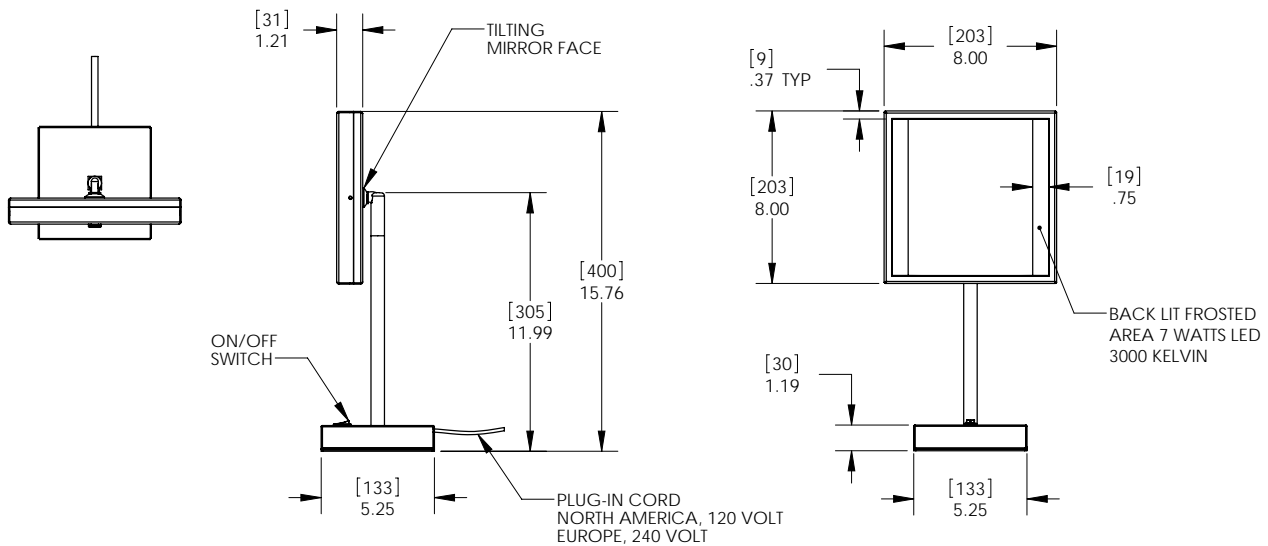 [31]
1.21
TILTING
MIRROR FACE
[400]
15.76
[305]
11.99
ON/OFF
SWITCH
[133]
5.25
PLUG-IN CORD
NORTH AMERICA, 120 VOLT
EUROPE, 240 VOLT
[203]
8.00
[9]
.37 TYP
[203]
8.00
[19]
.75
BACK LIT FROSTED
AREA 7 WATTS LED
3000 KELVIN
[30]
1.19
[133]
5.25